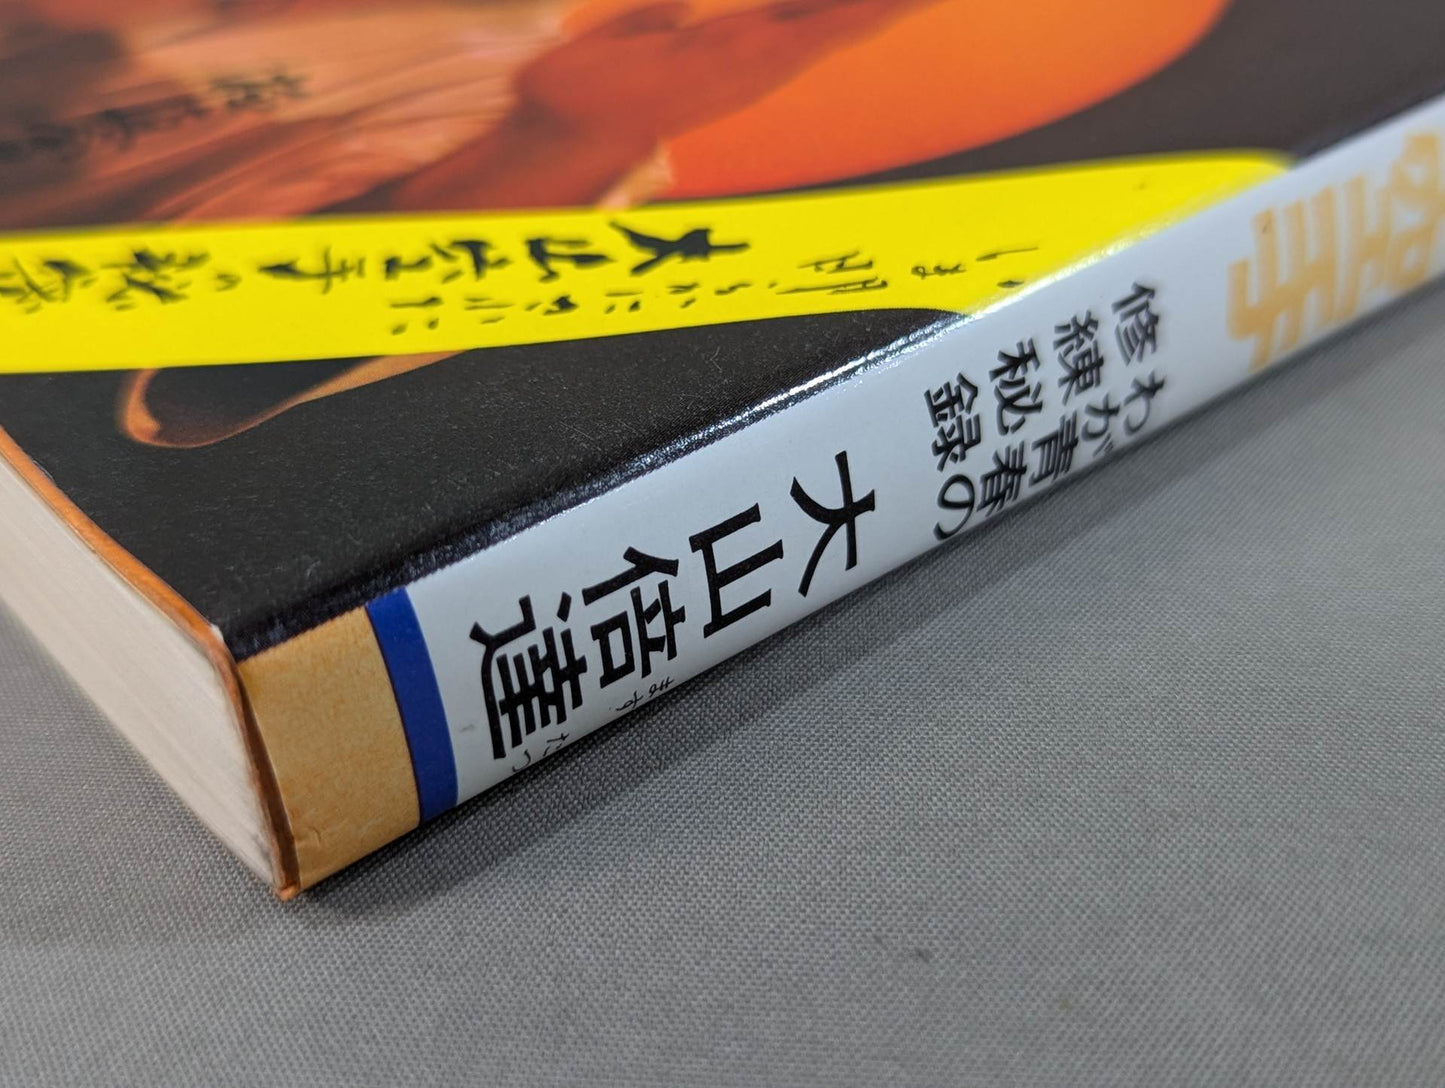 空手
わが青春の
修練秘録
大山倍達
ます たつ
いま
明らかにされた
大山空手の秘密